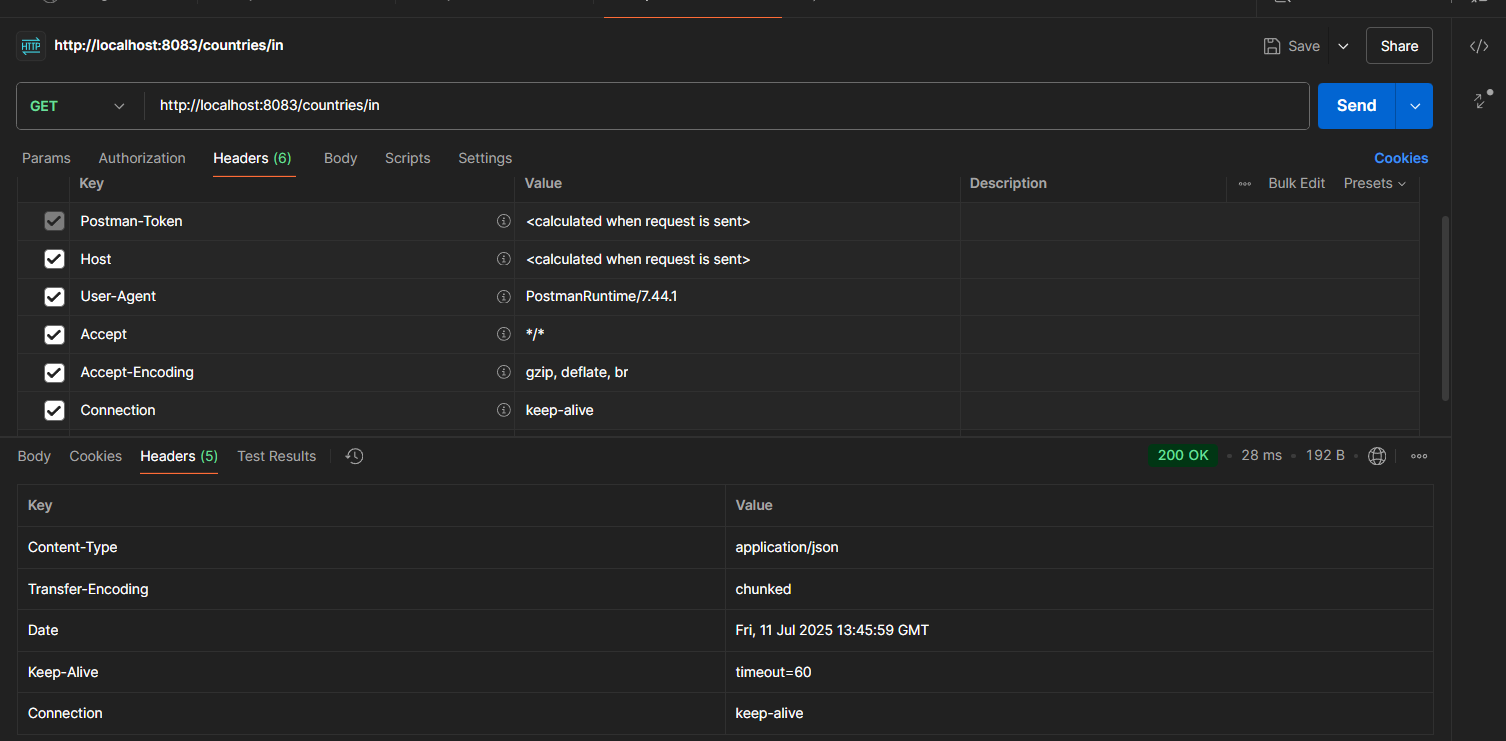 HTTP http://localhost:8083/countries/in Save Share
GET http://localhost:8083/countries/in Send
Params Authorization Headers (6) Body Scripts Settings Cookies
Key Value Description Bulk Edit Presets
Postman-Token <calculated when request is sent>
Host <calculated when request is sent>
User-Agent PostmanRuntime/7.44.1
Accept */*
Accept-Encoding gzip, deflate, br
Connection keep-alive
Body Cookies Headers (5) Test Results 200 OK • 28 ms • 192 B •
Key Value
Content-Type application/json
Transfer-Encoding chunked
Date Fri, 11 Jul 2025 13:45:59 GMT
Keep-Alive timeout=60
Connection keep-alive